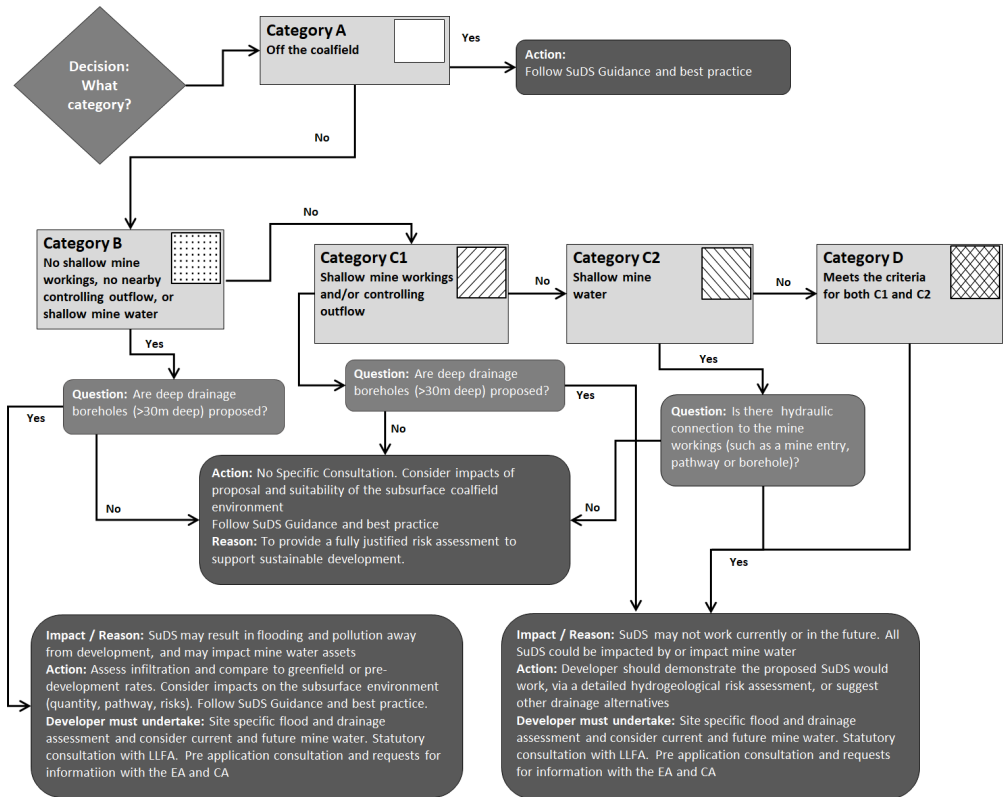 Decision:
What
category?
Category A
Off the coalfield
Yes
Action:
Follow SuDS Guidance and best practice
No
Category B
No shallow mine
workings, no nearby
controlling outflow, or
shallow mine water
No
Category C1
Shallow mine workings
and/or controlling
outflow
No
Category C2
Shallow mine
water
No
Category D
Meets the criteria
for both C1 and C2
Yes
Question: Are deep drainage
boreholes (>30m deep) proposed?
Yes
No
Question: Are deep drainage
boreholes (>30m deep) proposed?
Yes
No
Yes
Question: Is there hydraulic
connection to the mine
workings (such as a mine entry,
pathway or borehole)?
No
Yes
Action: No Specific Consultation. Consider impacts of
proposal and suitability of the subsurface coalfield
environment
Follow SuDS Guidance and best practice
Reason: To provide a fully justified risk assessment to
support sustainable development.
Impact / Reason: SuDS may result in flooding and pollution away
from development, and may impact mine water assets
Action: Assess infiltration and compare to greenfield or pre-
development rates. Consider impacts on the subsurface environment
(quantity, pathway, risks). Follow SuDS Guidance and best practice.
Developer must undertake: Site specific flood and drainage
assessment and consider current and future mine water. Statutory
consultation with LLFA. Pre application consultation and requests for
informatiion with the EA and CA
Impact / Reason: SuDS may not work currently or in the future. All
SuDS could be impacted by or impact mine water
Action: Developer should demonstrate the proposed SuDS would
work, via a detailed hydrogeological risk assessment, or suggest
other drainage alternatives
Developer must undertake: Site specific flood and drainage
assessment and consider current and future mine water. Statutory
consultation with LLFA. Pre application consultation and requests
for information with the EA and CA